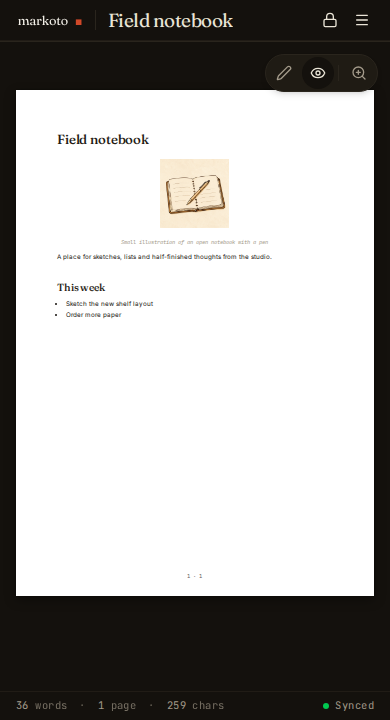 markoto
Field notebook
Field notebook
Small illustration of an open notebook with a pen
A place for sketches, lists and half-finished thoughts from the studio.
This week
• Sketch the new shelf layout
• Order more paper
1 - 1
36 words · 1 page · 259 chars
Synced